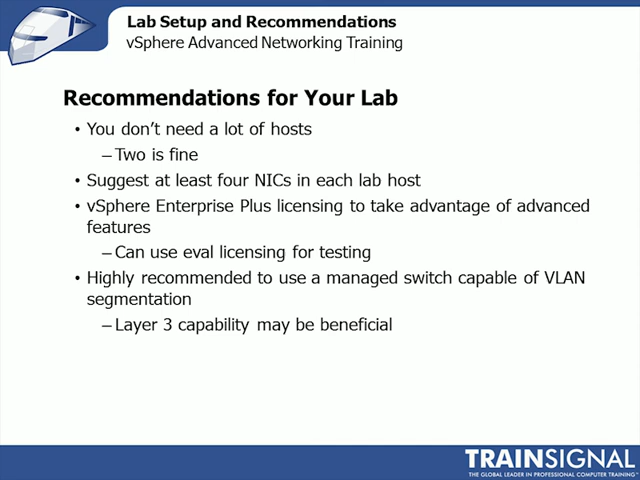 Lab Setup and Recommendations
vSphere Advanced Networking Training
Recommendations for Your Lab
• You don’t need a lot of hosts
– Two is fine
• Suggest at least four NICs in each lab host
• vSphere Enterprise Plus licensing to take advantage of advanced
features
– Can use eval licensing for testing
• Highly recommended to use a managed switch capable of VLAN
segmentation
– Layer 3 capability may be beneficial
TRAINSIGNAL
THE GLOBAL LEADER IN PROFESSIONAL COMPUTER TRAINING